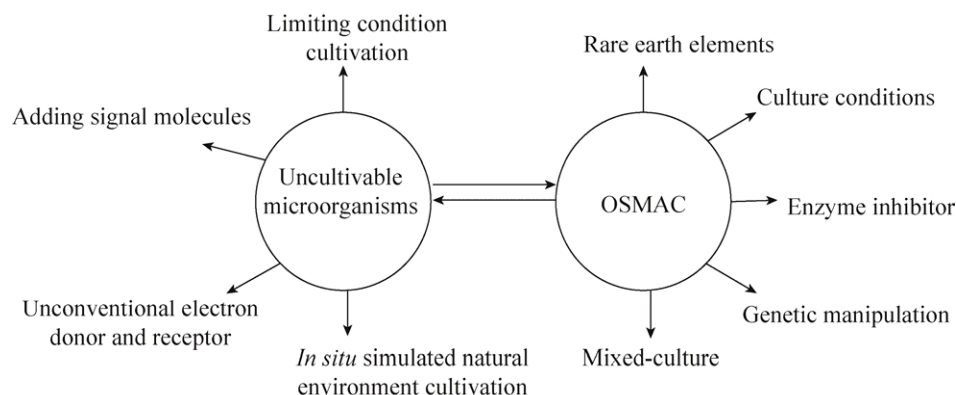 Limiting condition
cultivation
Adding signal molecules
Uncultivable
microorganisms
Unconventional electron
donor and receptor
In situ simulated natural
environment cultivation
Rare earth elements
Culture conditions
OSMAC
Enzyme inhibitor
Genetic manipulation
Mixed-culture